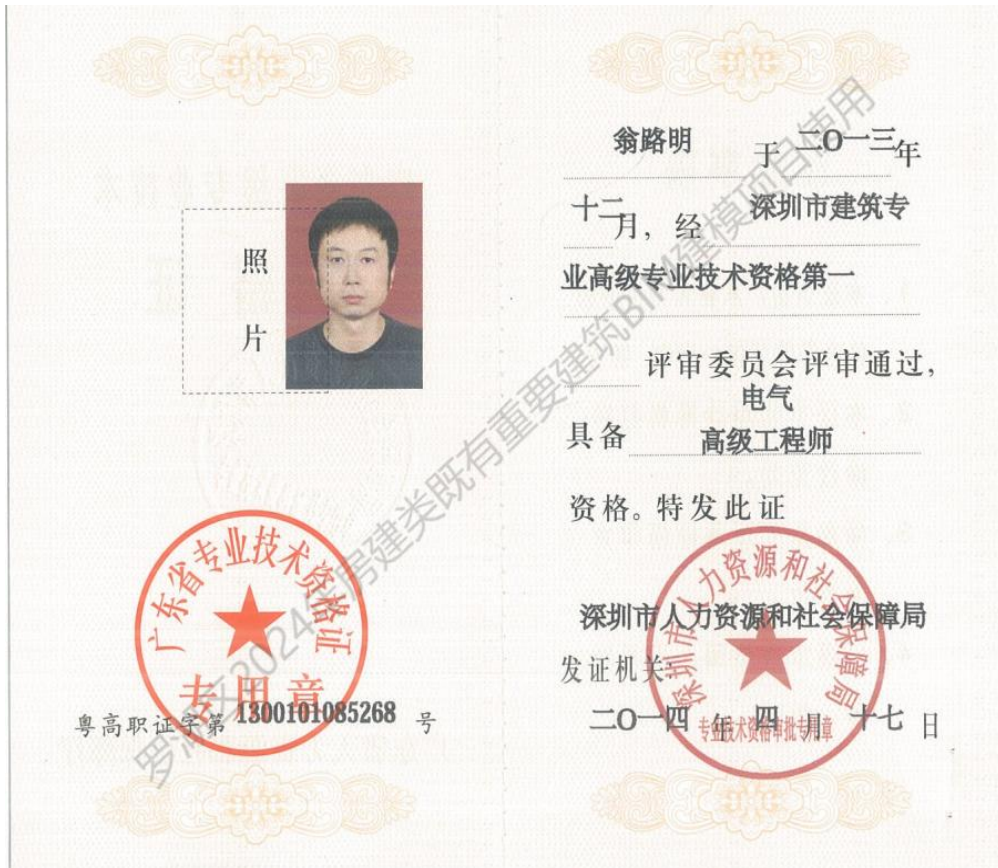 照
片
广东省专业技术资格证
专用章
粤高职证字第 1300101085268 号
翁路明 于 二〇一三年
十二月，经 深圳市建筑专
业高级专业技术资格第一
评审委员会评审通过，
电气
具备 高级工程师
资格。特发此证
深圳市人力资源和社会保障局
发证机关：
二〇一四 年 四 月 十七 日
深圳市人力资源和社会保障局
专业技术资格审批专用章
罗湖区2024年房建类既有重要建筑BIM建模项目使用